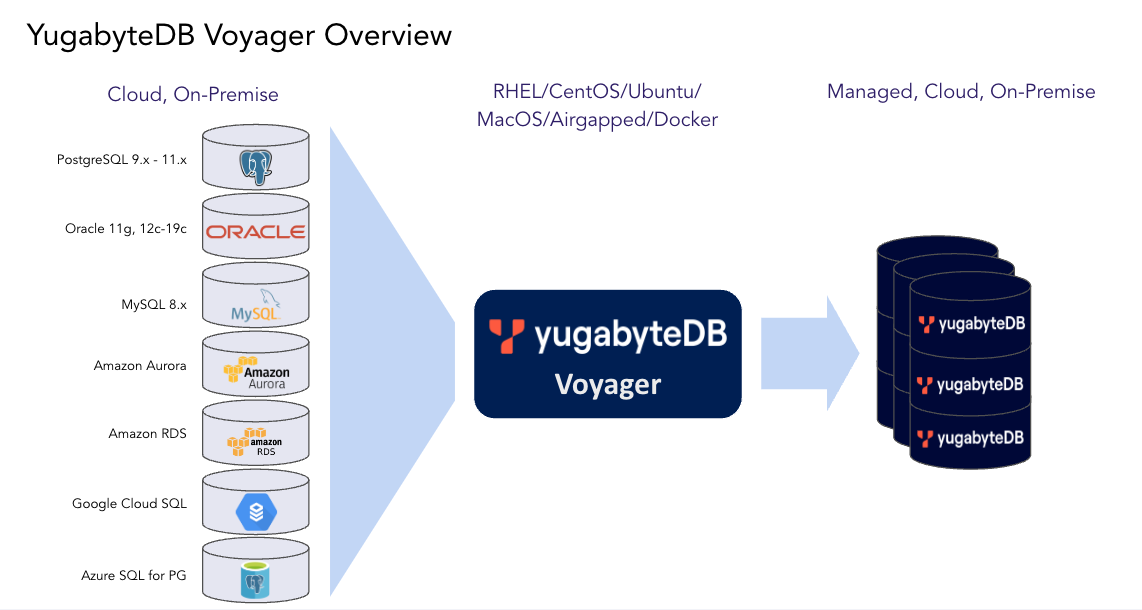 YugabyteDB Voyager Overview
Cloud, On-Premise
RHEL/CentOS/Ubuntu/
MacOS/Airgapped/Docker
Managed, Cloud, On-Premise
PostgreSQL 9.x - 11.x
Oracle 11g, 12c-19c
ORACLE
MySQL 8.x
MySQL
Amazon Aurora
Amazon
Aurora
Amazon RDS
amazon
RDS
Google Cloud SQL
Azure SQL for PG
yugabyteDB
Voyager
yugabyteDB
yugabyteDB
yugabyteDB